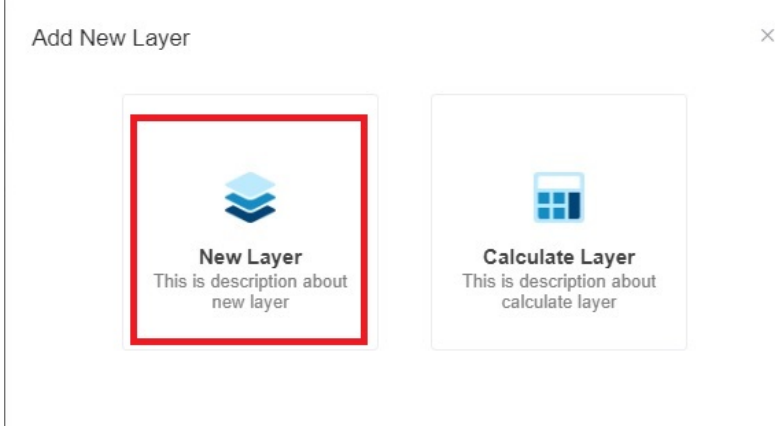 Add New Layer
New Layer
This is description about
new layer
Calculate Layer
This is description about
calculate layer